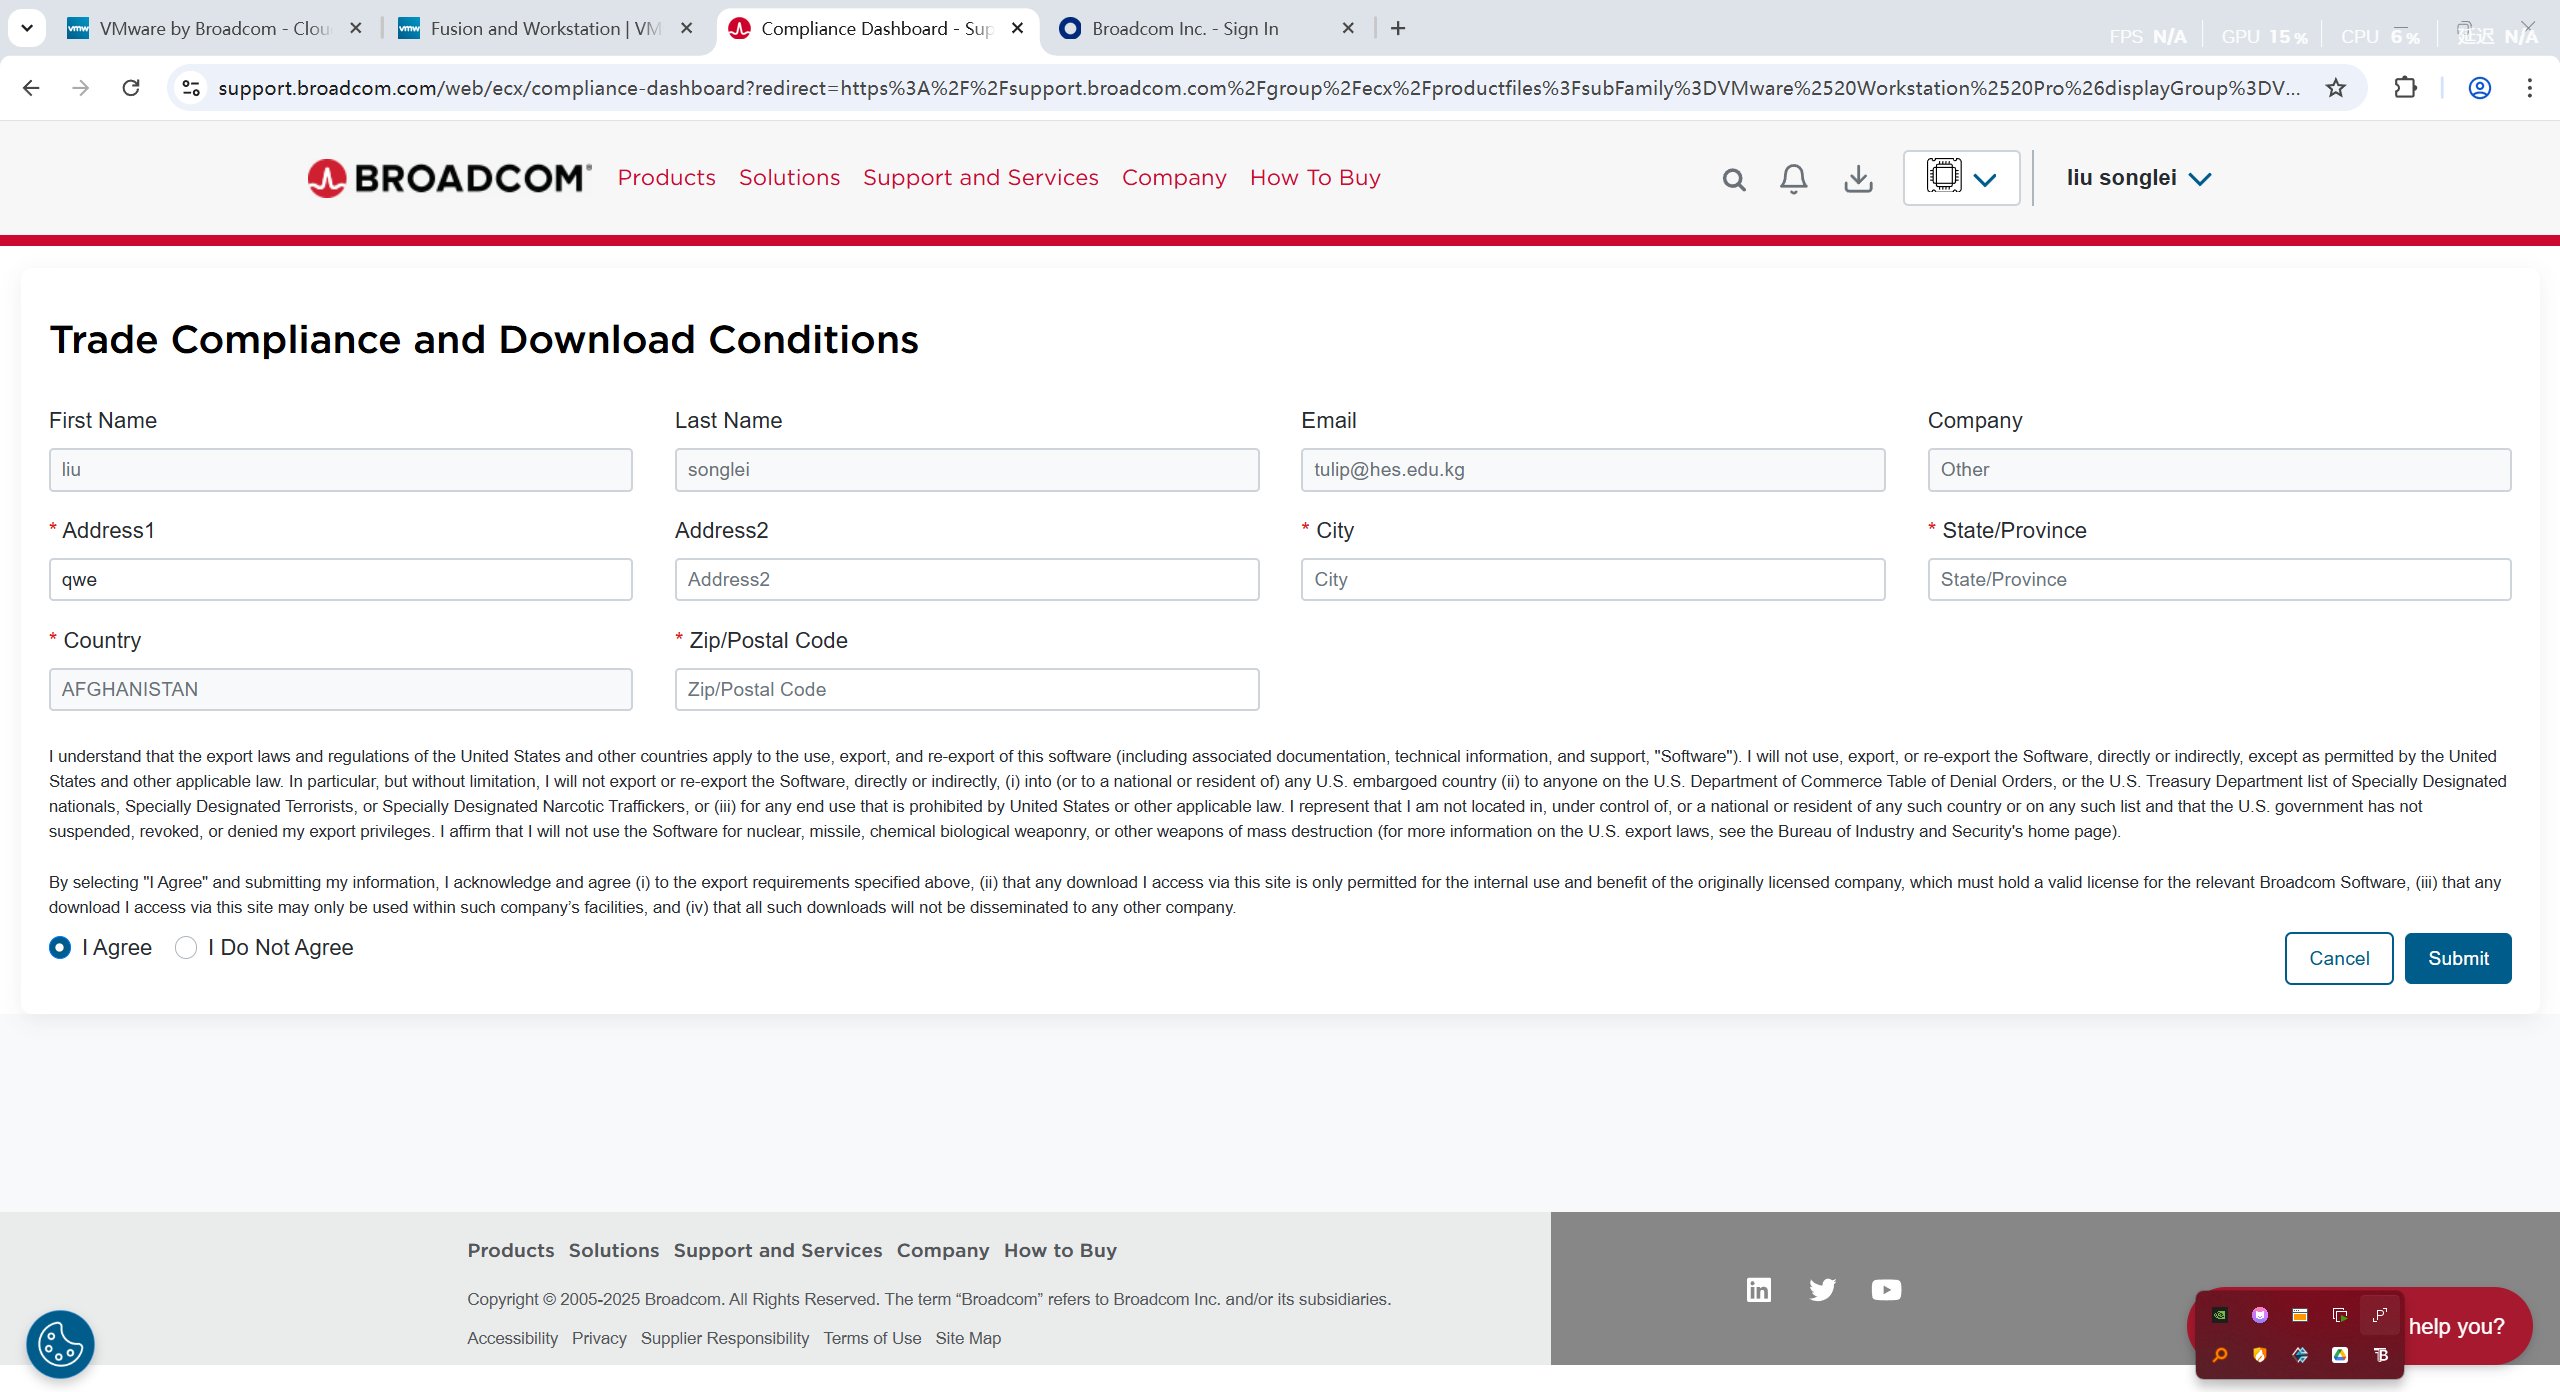 VMware by Broadcom - Clou
Fusion and Workstation | VM
Compliance Dashboard - Sup
Broadcom Inc. - Sign In
FPS N/A GPU 15% CPU 6% 延迟 N/A
support.broadcom.com/web/ecx/compliance-dashboard?redirect=https%3A%2F%2Fsupport.broadcom.com%2Fgroup%2Fecx%2Fproductfiles%3FsubFamily%3DVMware%2520Workstation%2520Pro%26displayGroup%3DV...
BROADCOM Products Solutions Support and Services Company How To Buy liu songlei
Trade Compliance and Download Conditions
First Name Last Name Email Company
liu songlei tulip@hes.edu.kg Other
* Address1 Address2 * City * State/Province
qwe Address2 City State/Province
* Country * Zip/Postal Code
AFGHANISTAN Zip/Postal Code
I understand that the export laws and regulations of the United States and other countries apply to the use, export, and re-export of this software (including associated documentation, technical information, and support, "Software"). I will not use, export, or re-export the Software, directly or indirectly, except as permitted by the United
States and other applicable law. In particular, but without limitation, I will not export or re-export the Software, directly or indirectly, (i) into (or to a national or resident of) any U.S. embargoed country (ii) to anyone on the U.S. Department of Commerce Table of Denial Orders, or the U.S. Treasury Department list of Specially Designated
nationals, Specially Designated Terrorists, or Specially Designated Narcotic Traffickers, or (iii) for any end use that is prohibited by United States or other applicable law. I represent that I am not located in, under control of, or a national or resident of any such country or on any such list and that the U.S. government has not
suspended, revoked, or denied my export privileges. I affirm that I will not use the Software for nuclear, missile, chemical biological weaponry, or other weapons of mass destruction (for more information on the U.S. export laws, see the Bureau of Industry and Security's home page).
By selecting "I Agree" and submitting my information, I acknowledge and agree (i) to the export requirements specified above, (ii) that any download I access via this site is only permitted for the internal use and benefit of the originally licensed company, which must hold a valid license for the relevant Broadcom Software, (iii) that any
download I access via this site may only be used within such company’s facilities, and (iv) that all such downloads will not be disseminated to any other company.
I Agree I Do Not Agree
Cancel Submit
Products Solutions Support and Services Company How to Buy
Copyright © 2005-2025 Broadcom. All Rights Reserved. The term “Broadcom” refers to Broadcom Inc. and/or its subsidiaries.
Accessibility Privacy Supplier Responsibility Terms of Use Site Map
help you?